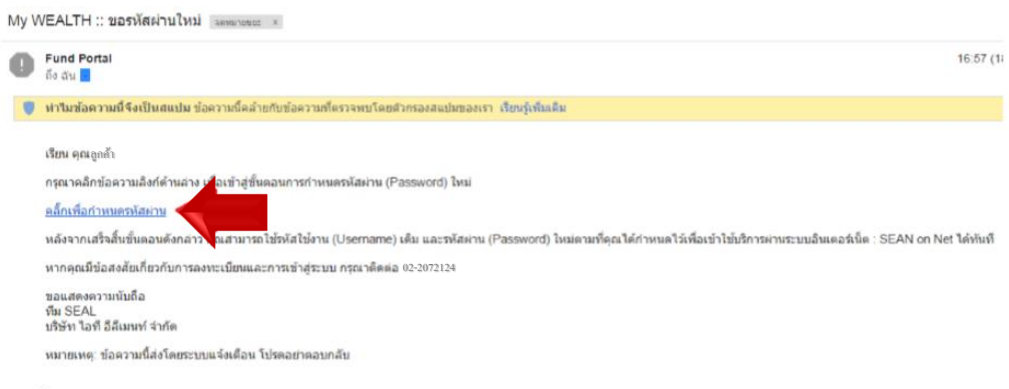 My WEALTH :: ขอรหัสผ่านใหม่ จดหมายขยะ x
Fund Portal 16:57
ถึง ฉัน
ทำไมข้อความนี้จึงเป็นสแปม ข้อความนี้คล้ายกับข้อความที่ตรวจพบโดยตัวกรองสแปมของเรา เรียนรู้เพิ่มเติม
เรียน คุณลูกค้า
กรุณาคลิกข้อความลิงก์ด้านล่าง เพื่อเข้าสู่ขั้นตอนการกำหนดรหัสผ่าน (Password) ใหม่
คลิ๊กเพื่อกำหนดรหัสผ่าน
หลังจากเสร็จสิ้นขั้นตอนดังกล่าว คุณสามารถใช้รหัสใช้งาน (Username) เดิม และรหัสผ่าน (Password) ใหม่ตามที่คุณได้กำหนดไว้เพื่อเข้าใช้บริการผ่านระบบอินเตอร์เน็ต : SEAN on Net ได้ทันที
หากคุณมีข้อสงสัยเกี่ยวกับการลงทะเบียนและการเข้าสู่ระบบ กรุณาติดต่อ 02-2072124
ขอแสดงความนับถือ
ทีม SEAL
บริษัท ไอที อีลีเมนท์ จำกัด
หมายเหตุ: ข้อความนี้ส่งโดยระบบแจ้งเตือน โปรดอย่าตอบกลับ